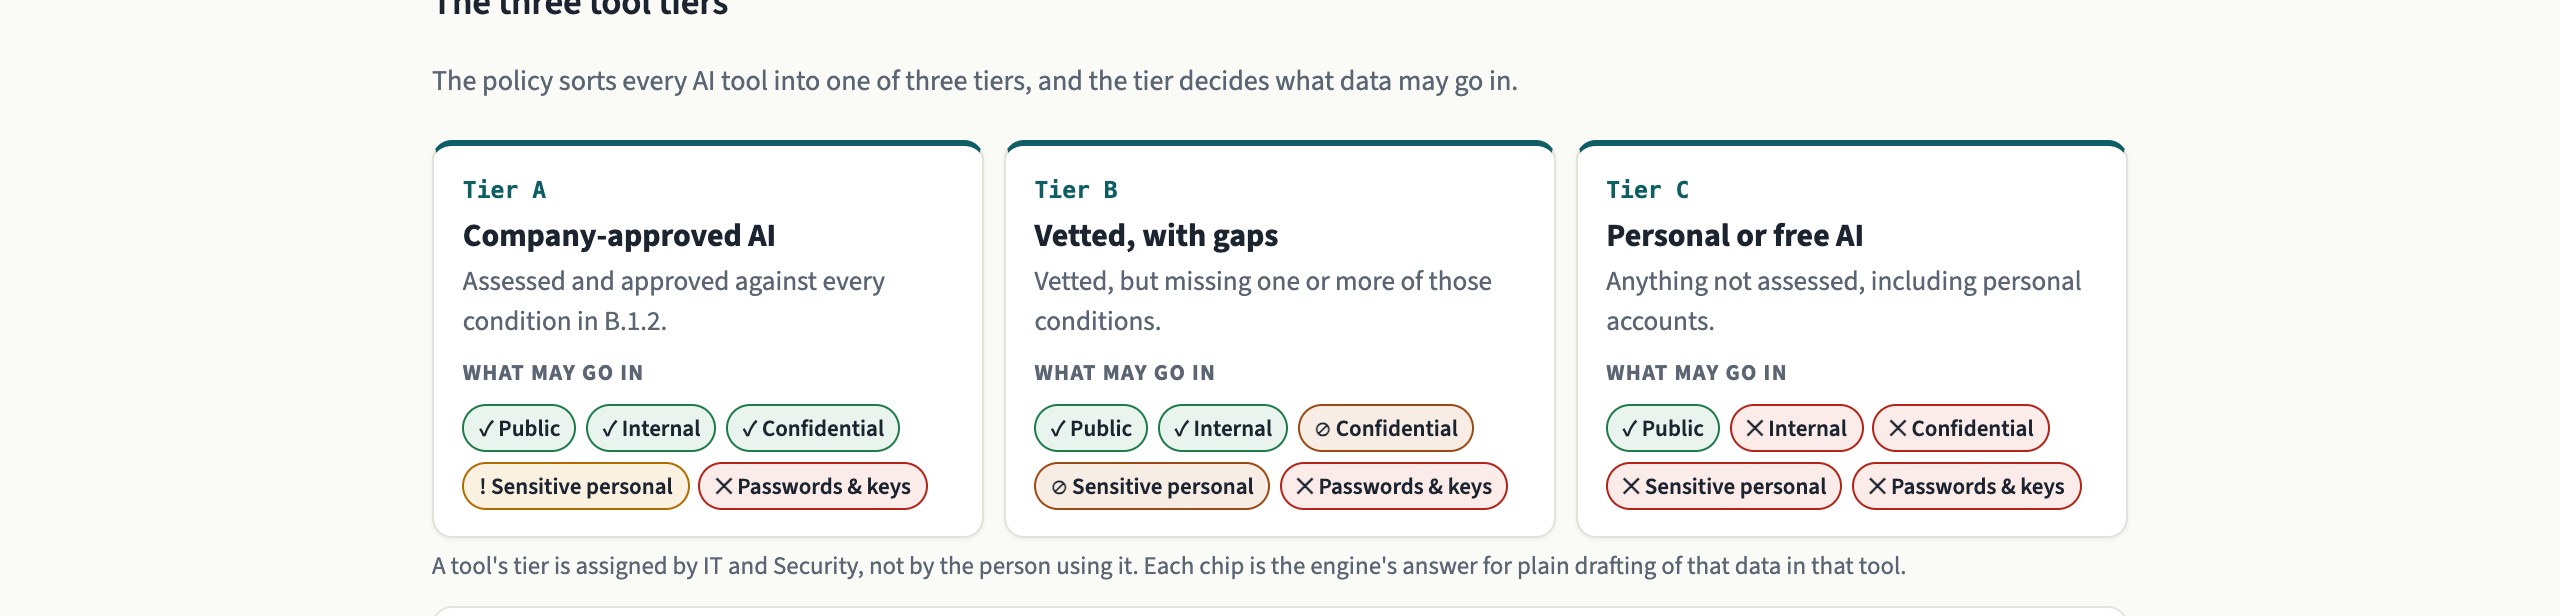 The three tool tiers
The policy sorts every AI tool into one of three tiers, and the tier decides what data may go in.
Tier A
Company-approved AI
Assessed and approved against every
condition in B.1.2.
WHAT MAY GO IN
✓ Public ✓ Internal ✓ Confidential
! Sensitive personal ✕ Passwords & keys
Tier B
Vetted, with gaps
Vetted, but missing one or more of those
conditions.
WHAT MAY GO IN
✓ Public ✓ Internal ⊘ Confidential
⊘ Sensitive personal ✕ Passwords & keys
Tier C
Personal or free AI
Anything not assessed, including personal
accounts.
WHAT MAY GO IN
✓ Public ✕ Internal ✕ Confidential
✕ Sensitive personal ✕ Passwords & keys
A tool's tier is assigned by IT and Security, not by the person using it. Each chip is the engine's answer for plain drafting of that data in that tool.